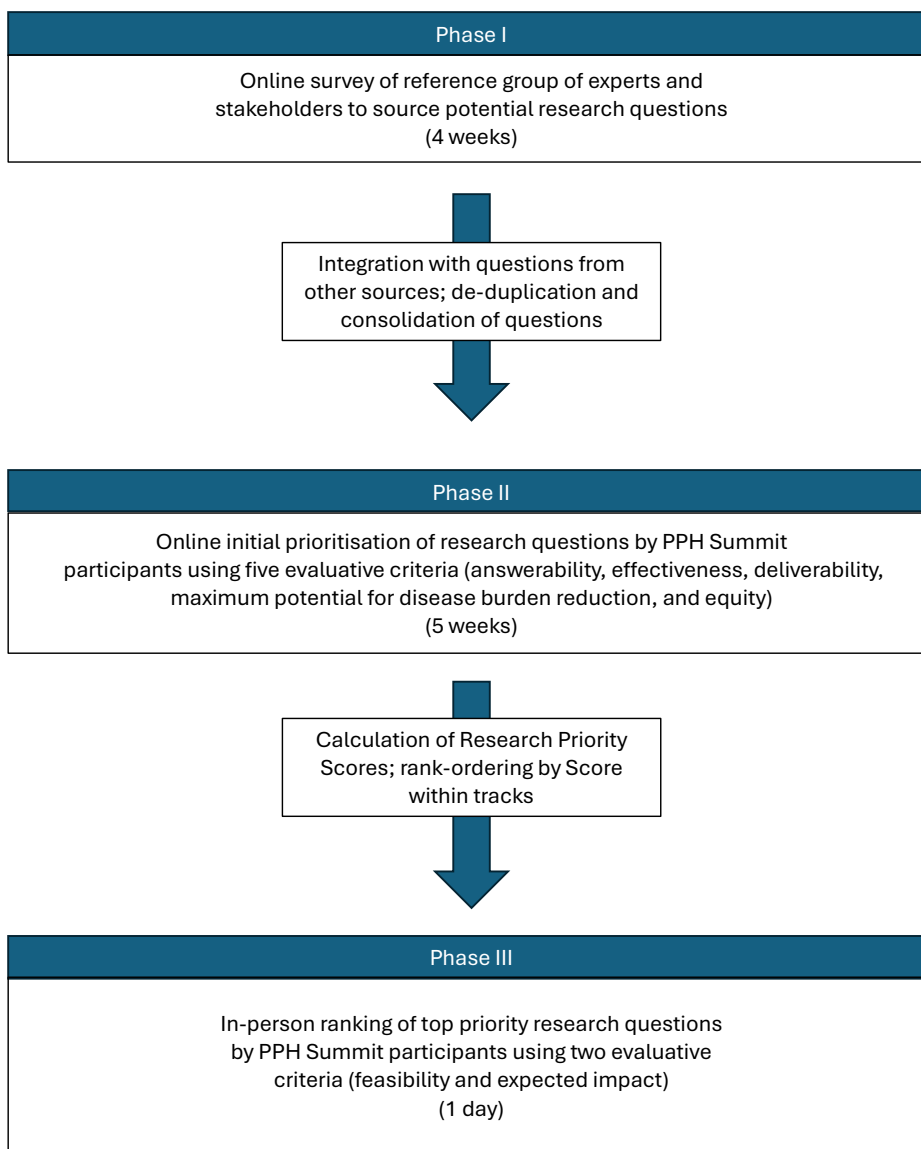 Phase I
Online survey of reference group of experts and
stakeholders to source potential research questions
(4 weeks)
Integration with questions from
other sources; de-duplication and
consolidation of questions
Phase II
Online initial prioritisation of research questions by PPH Summit
participants using five evaluative criteria (answerability, effectiveness, deliverability,
maximum potential for disease burden reduction, and equity)
(5 weeks)
Calculation of Research Priority
Scores; rank-ordering by Score
within tracks
Phase III
In-person ranking of top priority research questions
by PPH Summit participants using two evaluative
criteria (feasibility and expected impact)
(1 day)